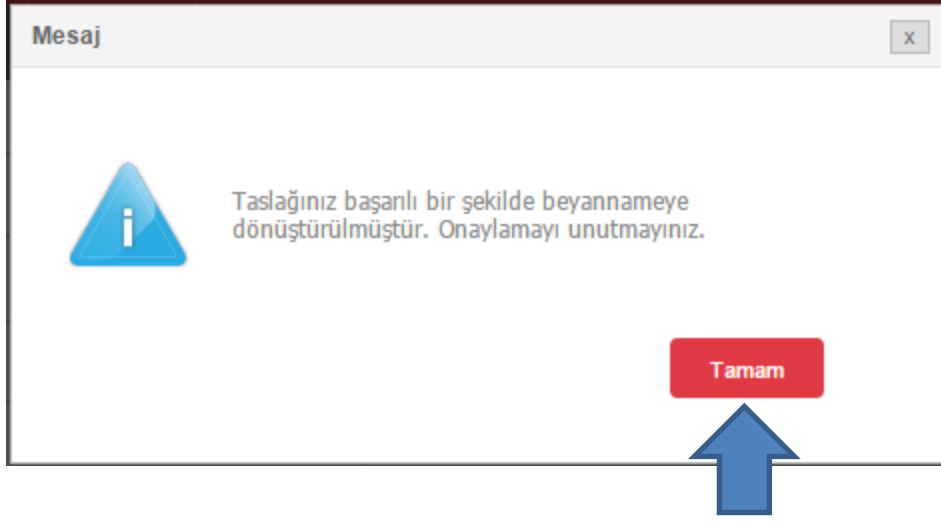 Mesaj
x
i
Taslağınız başarılı bir şekilde beyannameye
dönüştürülmüştür. Onaylamayı unutmayınız.
Tamam